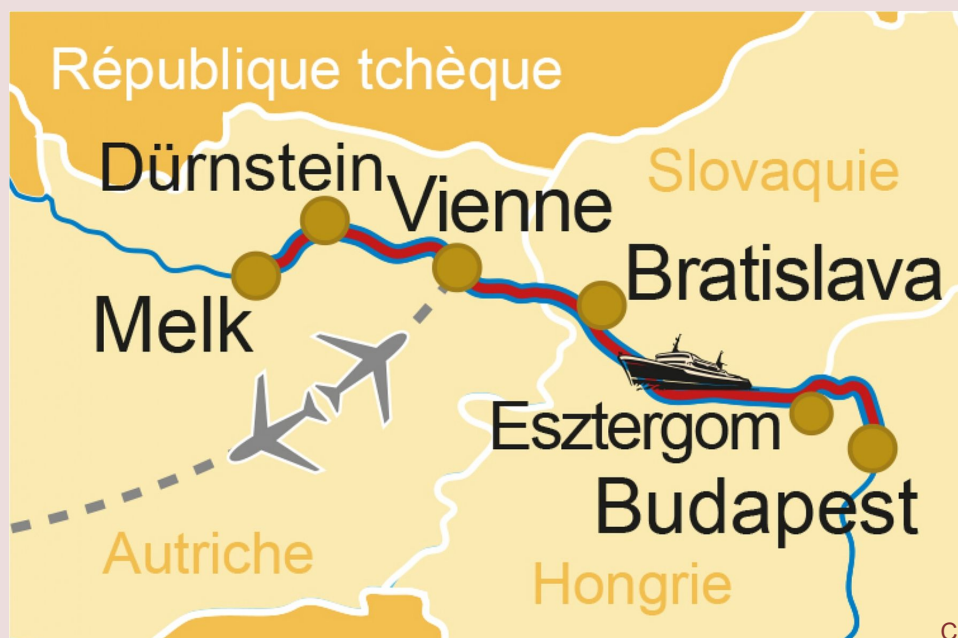 République tchèque
Dürnstein
Vienne
Slovaquie
Bratislava
Melk
Esztergom
Budapest
Autriche
Hongrie
C